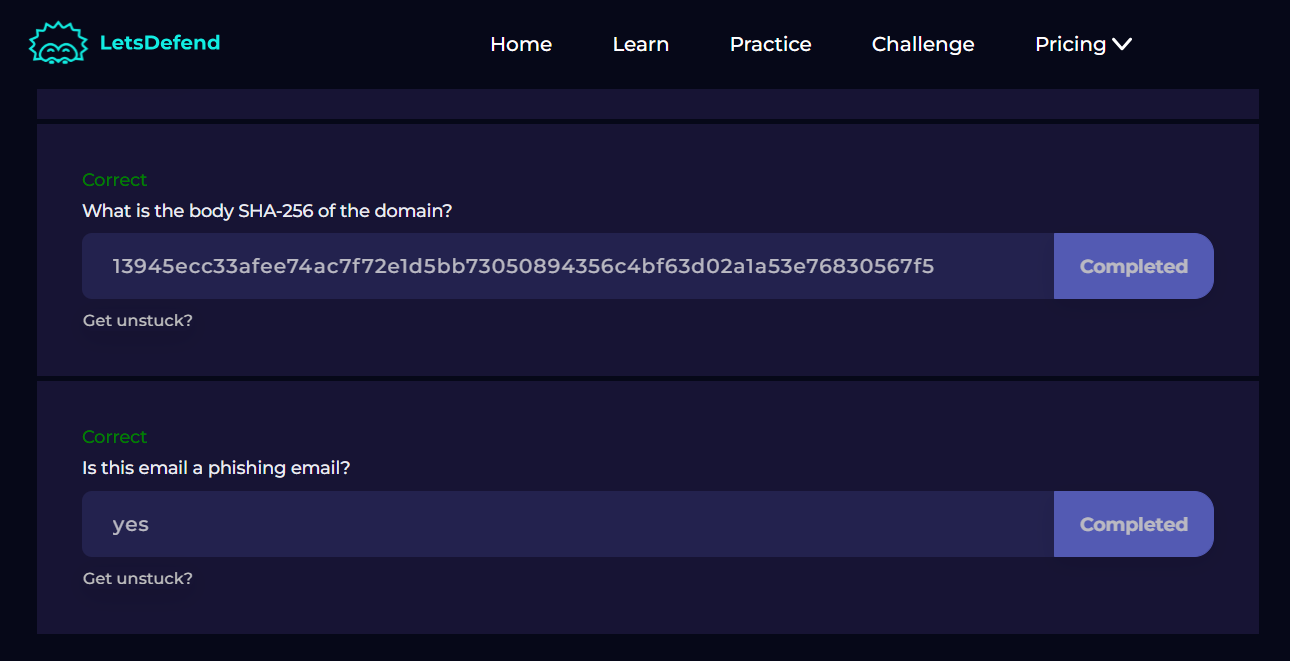 LetsDefend
Home Learn Practice Challenge Pricing
Correct
What is the body SHA-256 of the domain?
13945ecc33afee74ac7f72e1d5bb73050894356c4bf63d02a1a53e76830567f5 Completed
Get unstuck?
Correct
Is this email a phishing email?
yes Completed
Get unstuck?